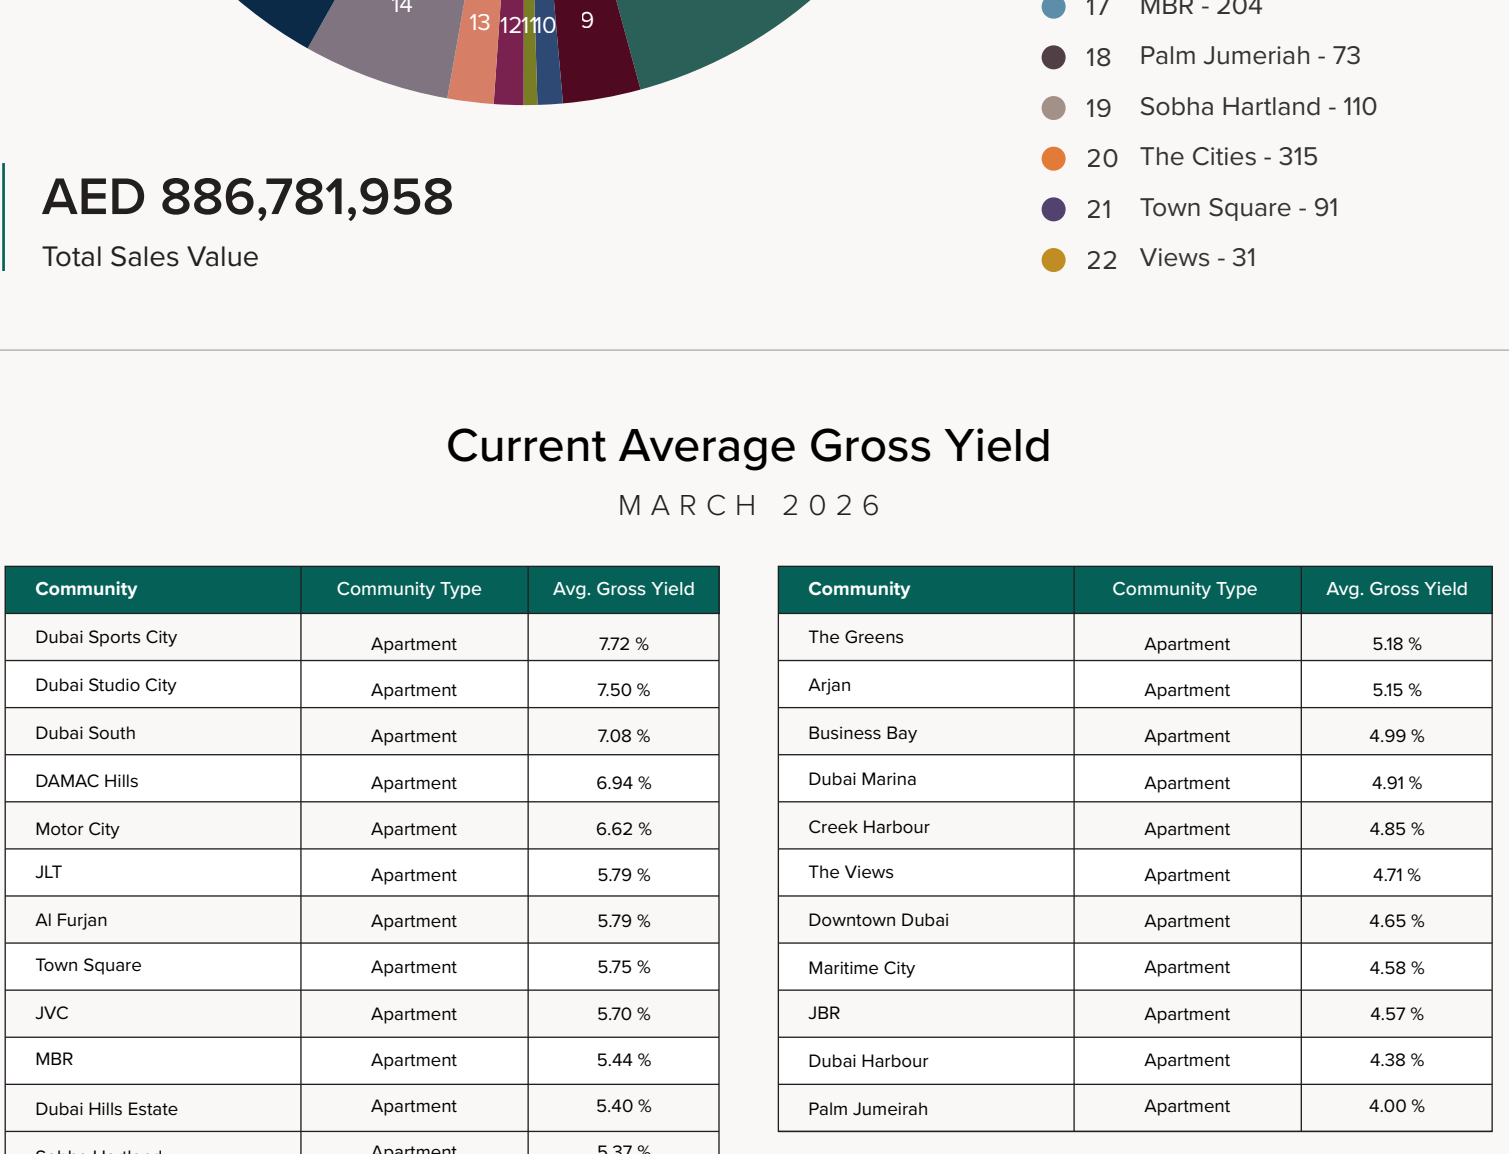 14
13
12
11
10
9
17 MBR - 204
18 Palm Jumeriah - 73
19 Sobha Hartland - 110
20 The Cities - 315
21 Town Square - 91
22 Views - 31
AED 886,781,958
Total Sales Value
Current Average Gross Yield
MARCH 2026
Community Community Type Avg. Gross Yield
Dubai Sports City Apartment 7.72 %
Dubai Studio City Apartment 7.50 %
Dubai South Apartment 7.08 %
DAMAC Hills Apartment 6.94 %
Motor City Apartment 6.62 %
JLT Apartment 5.79 %
Al Furjan Apartment 5.79 %
Town Square Apartment 5.75 %
JVC Apartment 5.70 %
MBR Apartment 5.44 %
Dubai Hills Estate Apartment 5.40 %
Sobha Hartland Apartment 5.37 %
Community Community Type Avg. Gross Yield
The Greens Apartment 5.18 %
Arjan Apartment 5.15 %
Business Bay Apartment 4.99 %
Dubai Marina Apartment 4.91 %
Creek Harbour Apartment 4.85 %
The Views Apartment 4.71 %
Downtown Dubai Apartment 4.65 %
Maritime City Apartment 4.58 %
JBR Apartment 4.57 %
Dubai Harbour Apartment 4.38 %
Palm Jumeirah Apartment 4.00 %